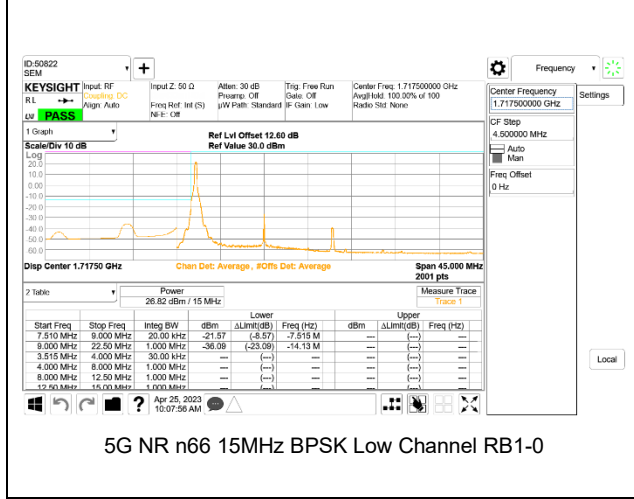 ID:50822
SEM
Frequency
KEYSIGHT
RL
PASS
Input: RF
Coupling: DC
Align: Auto
Input Z: 50 Ω
Freq Ref: Int (S)
NFE: Off
Atten: 30 dB
Preamp: Off
µW Path: Standard
Trig: Free Run
Gate: Off
IF Gain: Low
Center Freq: 1.717500000 GHz
Avg|Hold: 100.00% of 100
Radio Std: None
Center Frequency
1.717500000 GHz
Settings
CF Step
4.500000 MHz
Auto
Man
Freq Offset
0 Hz
1 Graph
Scale/Div 10 dB
Ref Lvl Offset 12.60 dB
Ref Value 30.0 dBm
Log
20.0
10.0
0.00
-10.0
-20.0
-30.0
-40.0
-50.0
-60.0
Disp Center 1.71750 GHz
Chan Det: Average , #Offs Det: Average
Span 45.000 MHz
2001 pts
2 Table
Power
26.82 dBm / 15 MHz
Measure Trace
Trace 1
Lower Upper
Start Freq Stop Freq Integ BW dBm ΔLimit(dB) Freq (Hz) dBm ΔLimit(dB) Freq (Hz)
7.510 MHz 9.000 MHz 20.00 kHz -21.57 (-8.57) -7.515 M --- (---) ---
9.000 MHz 22.50 MHz 1.000 MHz -36.09 (-23.09) -14.13 M --- (---) ---
3.515 MHz 4.000 MHz 30.00 kHz --- (---) --- --- (---) ---
4.000 MHz 8.000 MHz 1.000 MHz --- (---) --- --- (---) ---
8.000 MHz 12.50 MHz 1.000 MHz --- (---) --- --- (---) ---
12.50 MHz 15.00 MHz 1.000 MHz --- (---) --- --- (---) ---
Local
Apr 25, 2023
10:07:56 AM
5G NR n66 15MHz BPSK Low Channel RB1-0